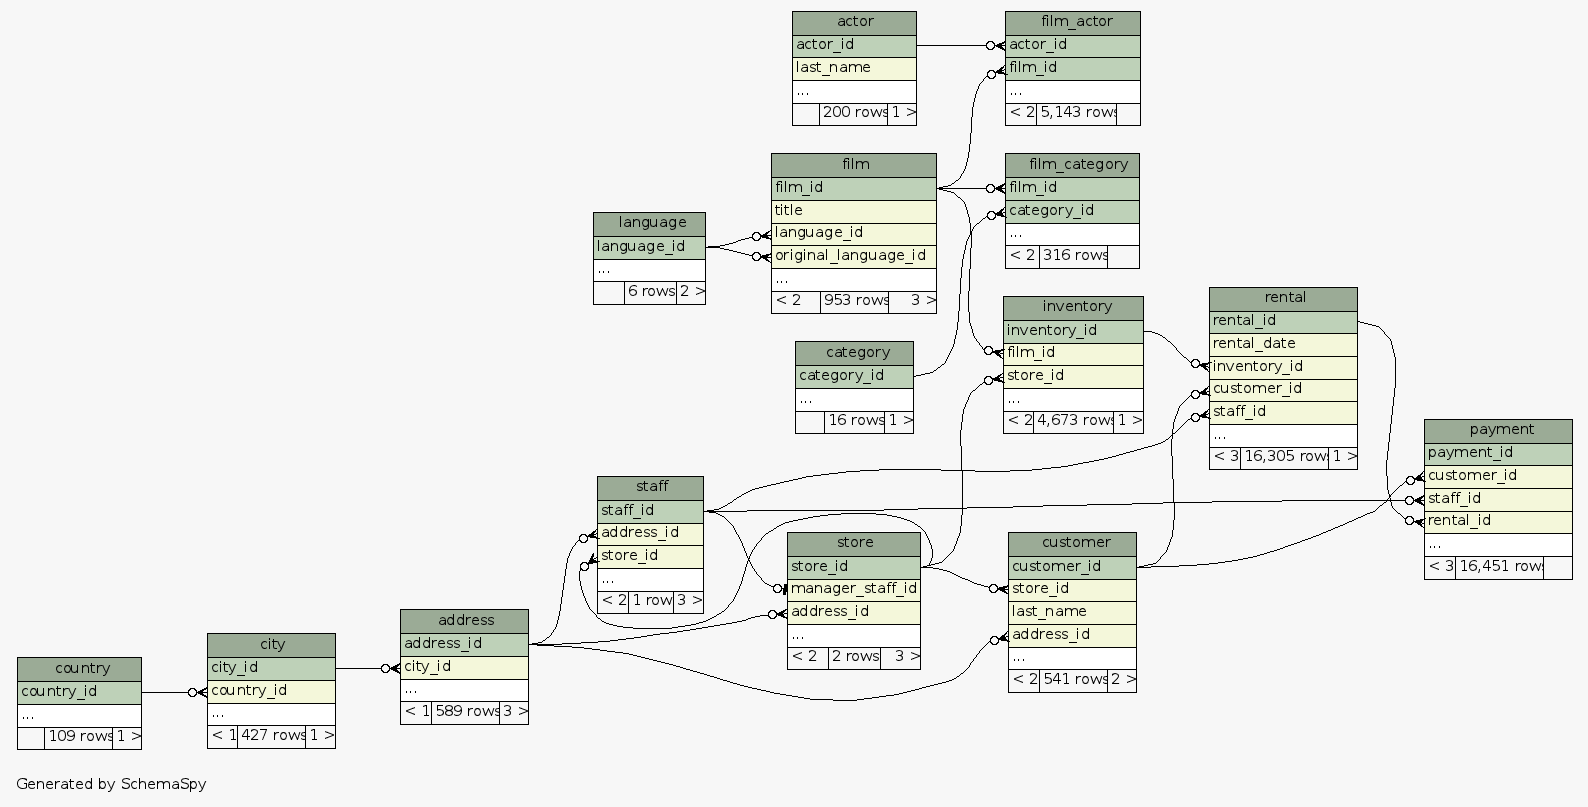 actor
actor_id
last_name
...
200 rows 1 >
film_actor
actor_id
film_id
...
< 2 5,143 rows
film
film_id
title
language_id
original_language_id
...
< 2 953 rows 3 >
film_category
film_id
category_id
...
< 2 316 rows
language
language_id
...
6 rows 2 >
category
category_id
...
16 rows 1 >
inventory
inventory_id
film_id
store_id
...
< 2 4,673 rows 1 >
rental
rental_id
rental_date
inventory_id
customer_id
staff_id
...
< 3 16,305 rows 1 >
payment
payment_id
customer_id
staff_id
rental_id
...
< 3 16,451 rows
staff
staff_id
address_id
store_id
...
< 2 1 row 3 >
store
store_id
manager_staff_id
address_id
...
< 2 2 rows 3 >
customer
customer_id
store_id
last_name
address_id
...
< 2 541 rows 2 >
address
address_id
city_id
...
< 1 589 rows 3 >
city
city_id
country_id
...
< 1 427 rows 1 >
country
country_id
...
109 rows 1 >
Generated by SchemaSpy